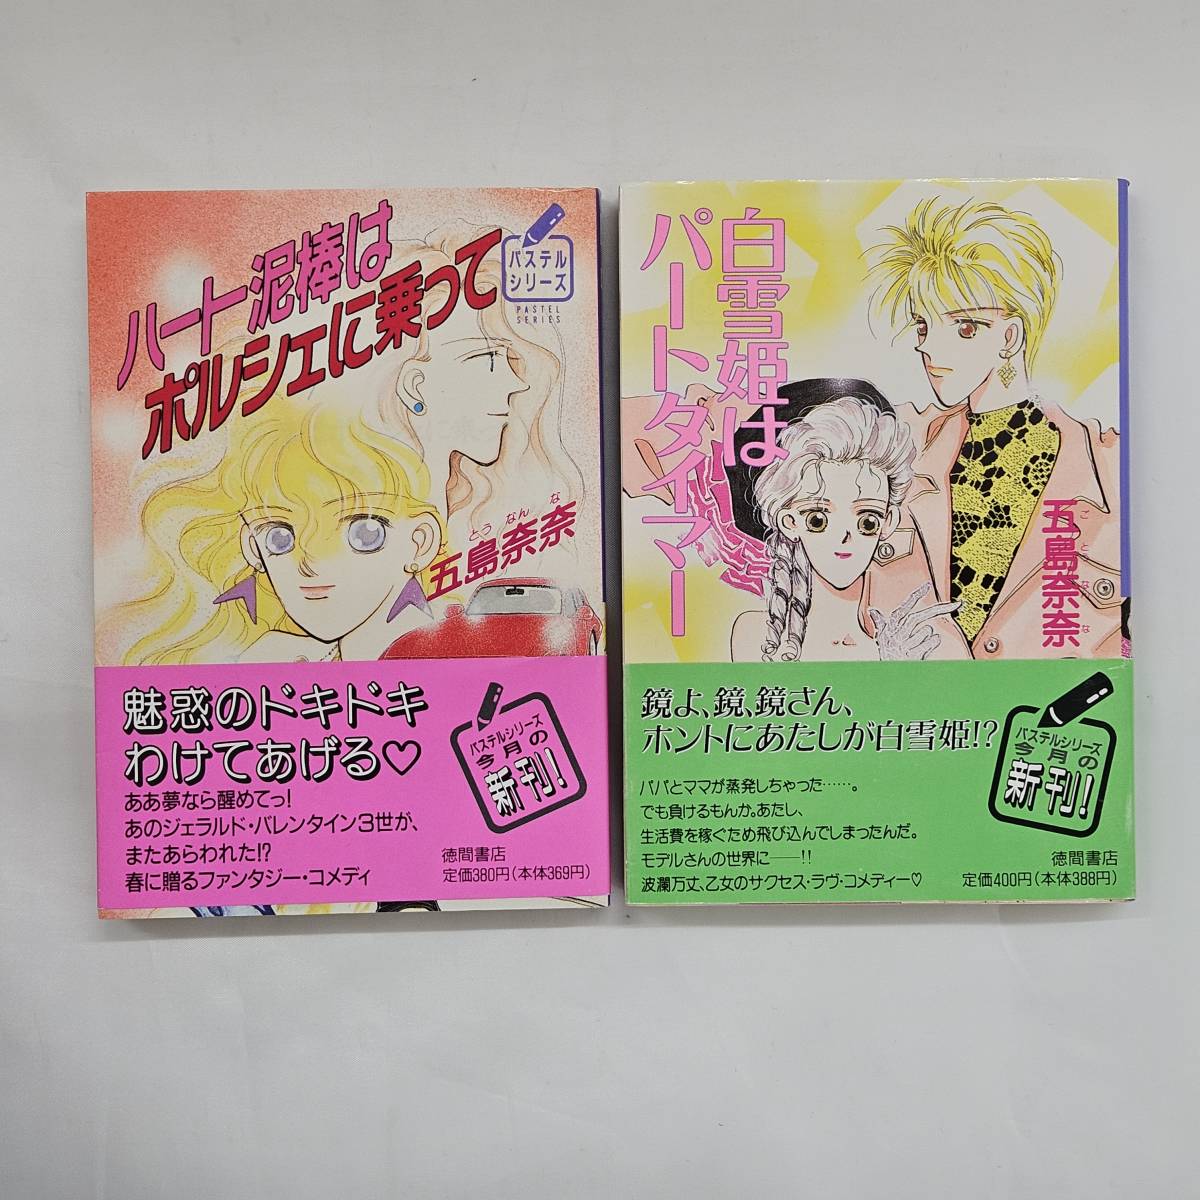 ハート泥棒は
ポルシェに乗って
パステル
シリーズ
PASTEL
SERIES
ごとうなんな
五島奈奈
魅惑のドキドキ
わけてあげる♡
ああ夢なら醒めてっ!
あのジェラルド・バレンタイン3世が、
またあらわれた!?
春に贈るファンタジー・コメディ
パステルシリーズ
今月の
新刊!
徳間書店
定価380円(本体369円)
白雪姫は
パートタイマー
ごとうなな
五島奈奈
鏡よ、鏡、鏡さん、
ホントにあたしが白雪姫!?
パパとママが蒸発しちゃった……。
でも負けるもんか。あたし、
生活費を稼ぐため飛び込んでしまったんだ。
モデルさんの世界に──!!
波瀾万丈、乙女のサクセス・ラヴ・コメディー♡
パステルシリーズ
今月の
新刊!
徳間書店
定価400円(本体388円)